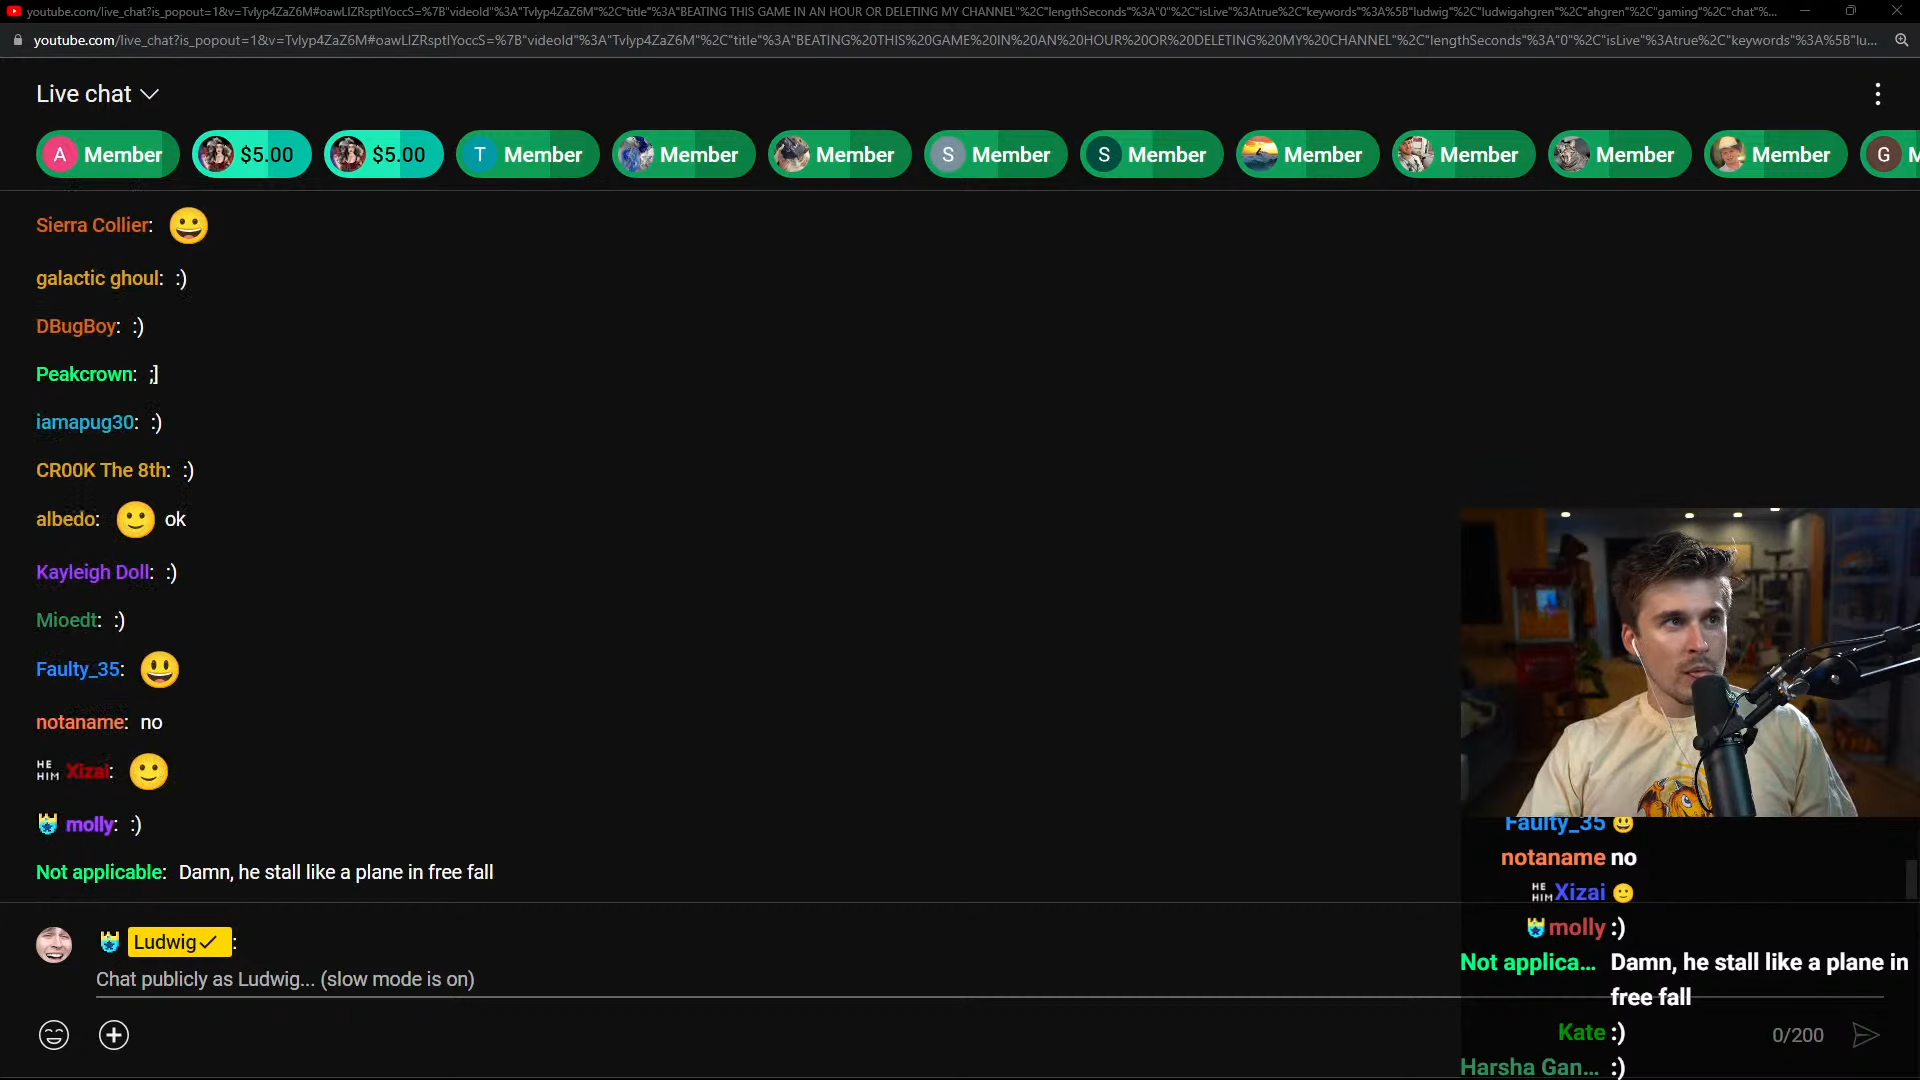 youtube.com/live_chat?is_popout=1&v=Tvlyp4ZaZ6M#oawLIZRsptIYoccS=%7B"videoId"%3A"Tvlyp4ZaZ6M"%2C"title"%3A"BEATING THIS GAME IN AN HOUR OR DELETING MY CHANNEL"%2C"lengthSeconds"%3A"0"%2C"isLive"%3Atrue%2C"keywords"%3A%5B"ludwig"%2C"ludwigahgren"%2C"ahgren"%2C"gaming"%2C"chat"%...
youtube.com/live_chat?is_popout=1&v=Tvlyp4ZaZ6M#oawLIZRsptIYoccS=%7B"videoId"%3A"Tvlyp4ZaZ6M"%2C"title"%3A"BEATING%20THIS%20GAME%20IN%20AN%20HOUR%20OR%20DELETING%20MY%20CHANNEL"%2C"lengthSeconds"%3A"0"%2C"isLive"%3Atrue%2C"keywords"%3A%5B"lu...
Live chat
A Member $5.00 $5.00 T Member Member Member S Member S Member Member Member Member Member G M
Sierra Collier:
galactic ghoul: :)
DBugBoy: :)
Peakcrown: ;]
iamapug30: :)
CR00K The 8th: :)
albedo: ok
Kayleigh Doll: :)
Mioedt: :)
Faulty_35:
notaname: no
HE HIM Xizai:
molly: :)
Not applicable: Damn, he stall like a plane in free fall
Ludwig:
Chat publicly as Ludwig... (slow mode is on)
0/200
Faulty_35
notaname no
HE HIM Xizai
molly :)
Not applica... Damn, he stall like a plane in
free fall
Kate :)
Harsha Gan... :)